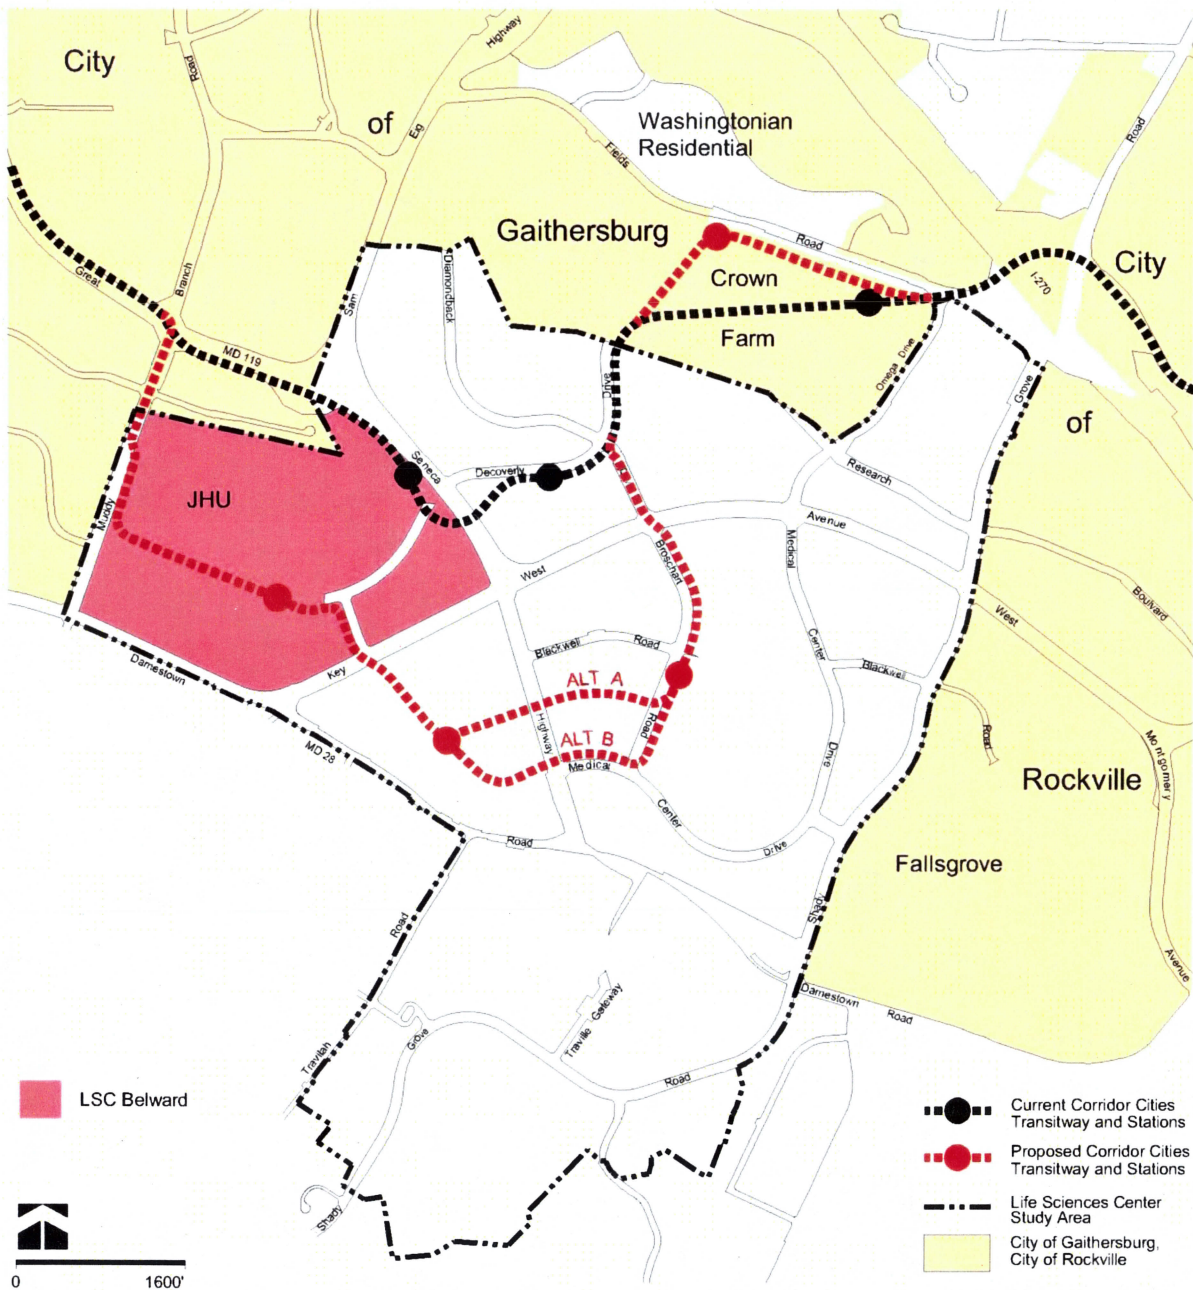 City
Road
of
Highway
Eig
Washingtonian
Residential
Fields
Road
Gaithersburg
Road
Diamondback
Crown
City
I-270
Great
Branch
Sam
Farm
Omega Drive
MD 119
Drive
Grove
of
Seneca
Decoverly
Research
JHU
Muddy
Avenue
Medical
West
Broschart
West
Boulvard
Blackwell
Road
Center
Blackwell
Darnestown
Key
ALT A
Road
Highway
ALT B
Road
MD 28
Medical
Drive
Montgomery
Rockville
Center
Road
Drive
Fallsgrove
Shady
Road
Avenue
Darnestown
Road
Traville Gateway
Grove
Travilah
Road
LSC Belward
Shady
0
1600'
Current Corridor Cities
Transitway and Stations
Proposed Corridor Cities
Transitway and Stations
Life Sciences Center
Study Area
City of Gaithersburg,
City of Rockville